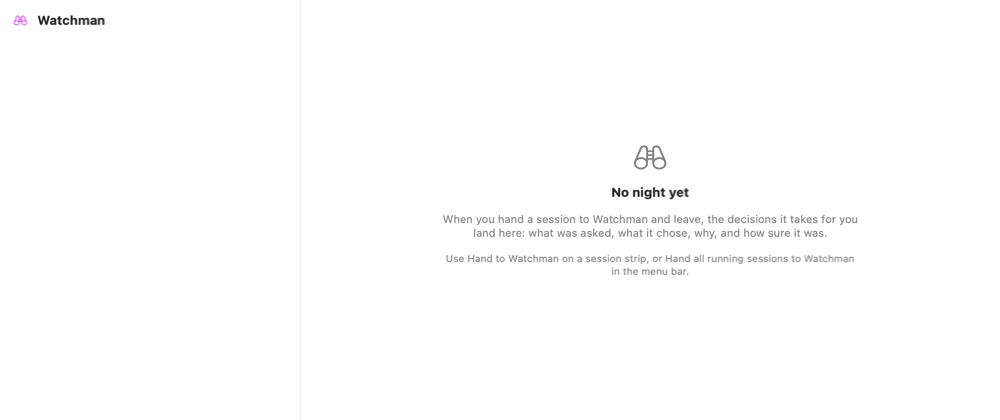 Watchman
No night yet
When you hand a session to Watchman and leave, the decisions it takes for you
land here: what was asked, what it chose, why, and how sure it was.
Use Hand to Watchman on a session strip, or Hand all running sessions to Watchman
in the menu bar.